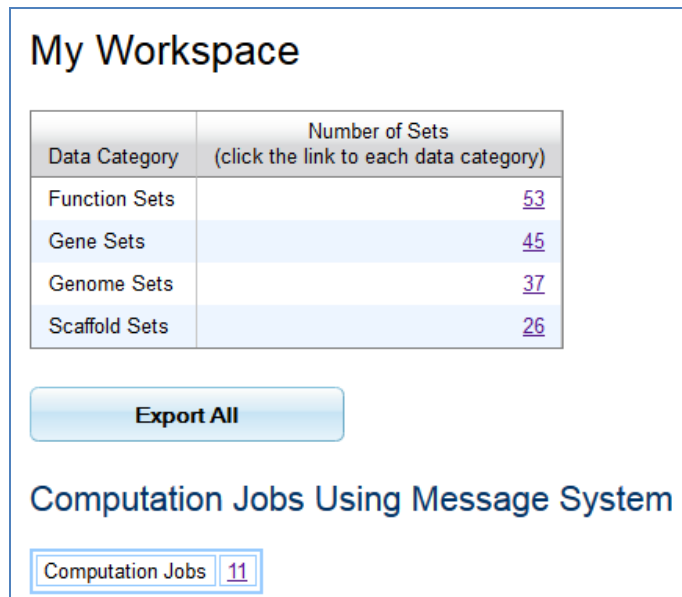 My Workspace
Number of Sets
Data Category (click the link to each data category)
Function Sets 53
Gene Sets 45
Genome Sets 37
Scaffold Sets 26
Export All
Computation Jobs Using Message System
Computation Jobs 11